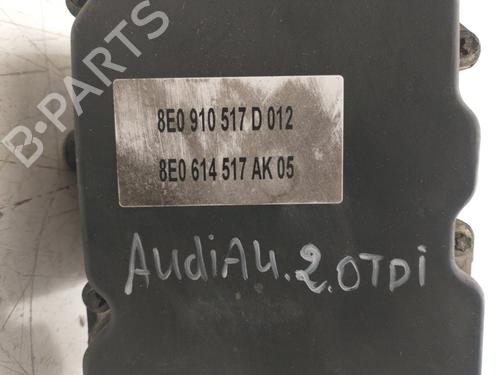 B-PARTS
8E0 910 517 D 012
8E0 614 517 AK 05
AudiA4.2.0TDi